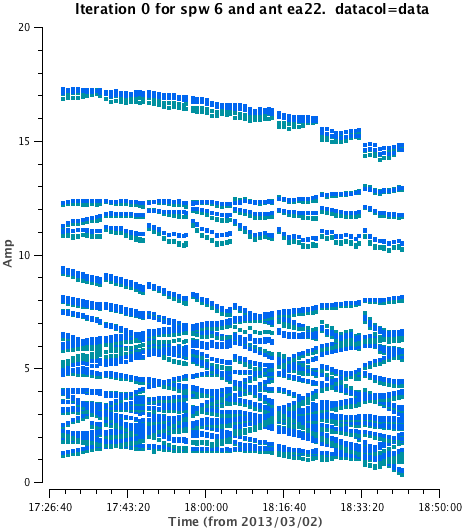 Iteration 0 for spw 6 and ant ea22.  datacol=data
20
15
10
5
0
Amp
17:26:40 17:43:20 18:00:00 18:16:40 18:33:20 18:50:00
Time (from 2013/03/02)